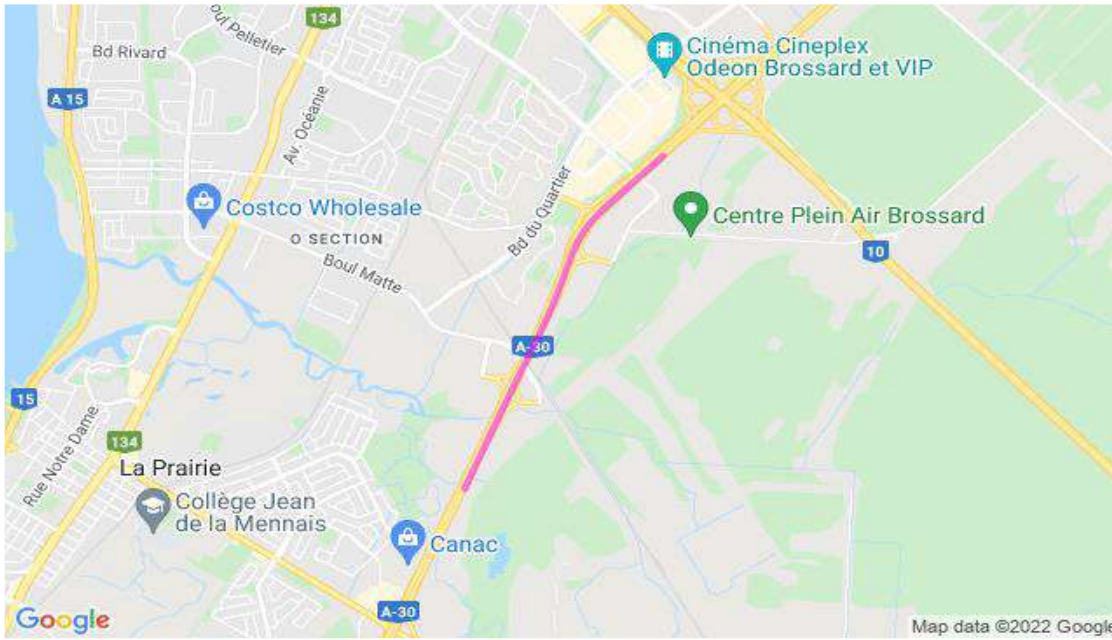 134
oul Pelletier
Bd Rivard
Cinéma Cineplex
Odeon Brossard et VIP
A 15
Av. Océanie
Costco Wholesale
Bd du Quartier
Centre Plein Air Brossard
O SECTION
Boul Matte
10
A-30
15
Rue Notre Dame
134
La Prairie
Collège Jean
de la Mennais
Canac
A-30
Google
Map data ©2022 Google